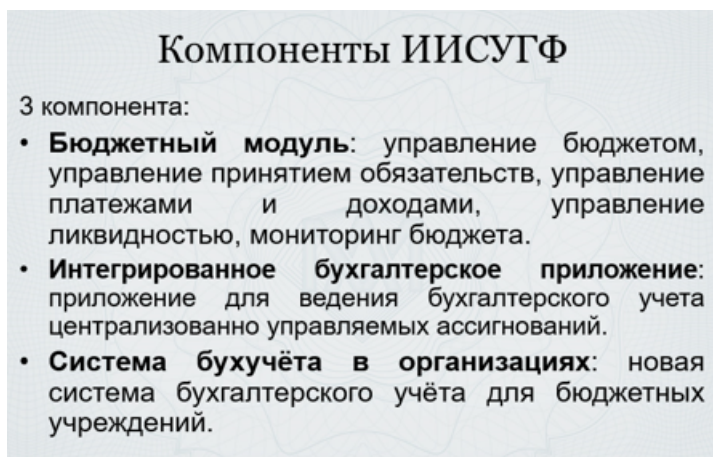 Компоненты ИИСУГФ
3 компонента:
• Бюджетный модуль: управление бюджетом,
управление принятием обязательств, управление
платежами и доходами, управление
ликвидностью, мониторинг бюджета.
• Интегрированное бухгалтерское приложение:
приложение для ведения бухгалтерского учета
централизованно управляемых ассигнований.
• Система бухучёта в организациях: новая
система бухгалтерского учёта для бюджетных
учреждений.